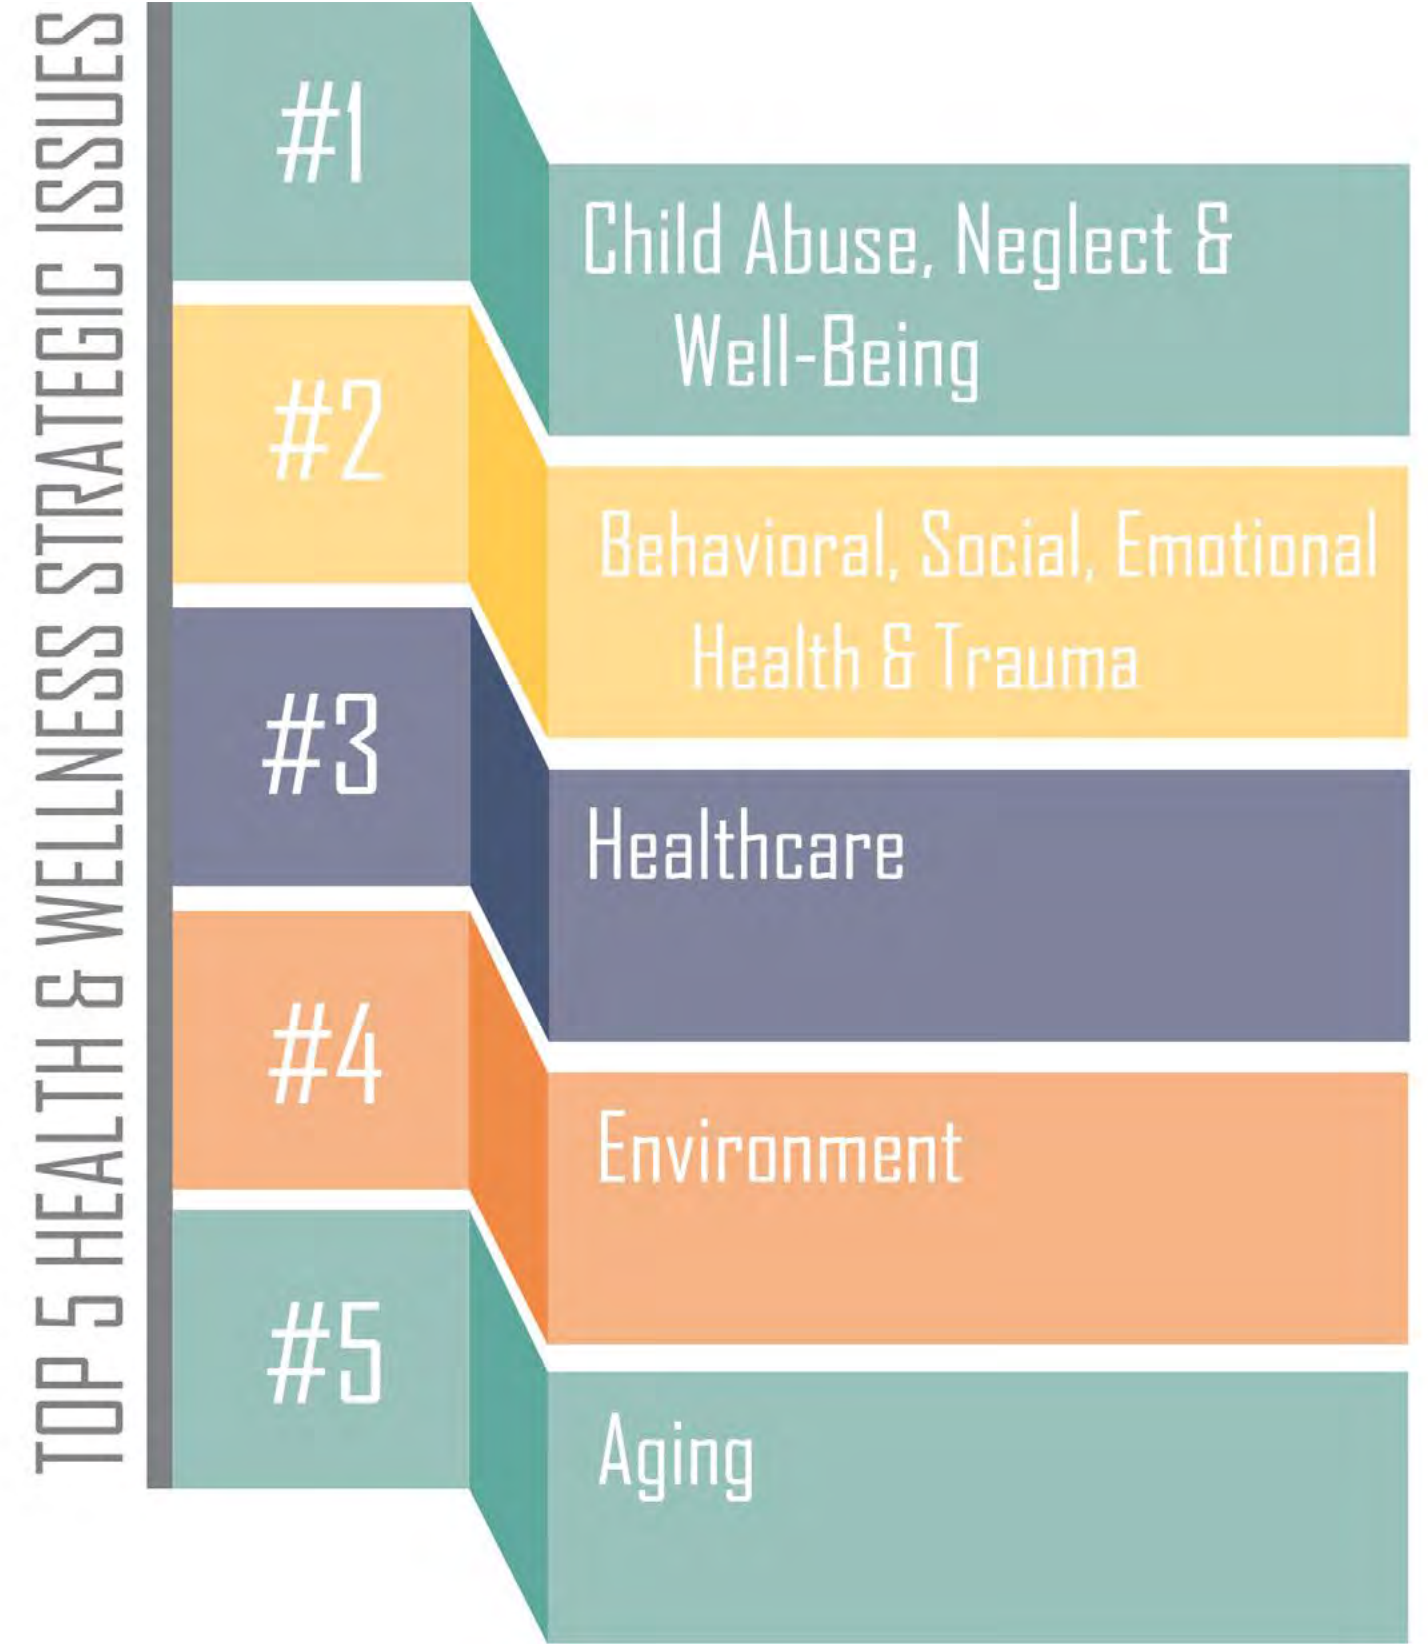 TOP 5 HEALTH & WELLNESS STRATEGIC ISSUES
#1
Child Abuse, Neglect &
Well-Being
#2
Behavioral, Social, Emotional
Health & Trauma
#3
Healthcare
#4
Environment
#5
Aging